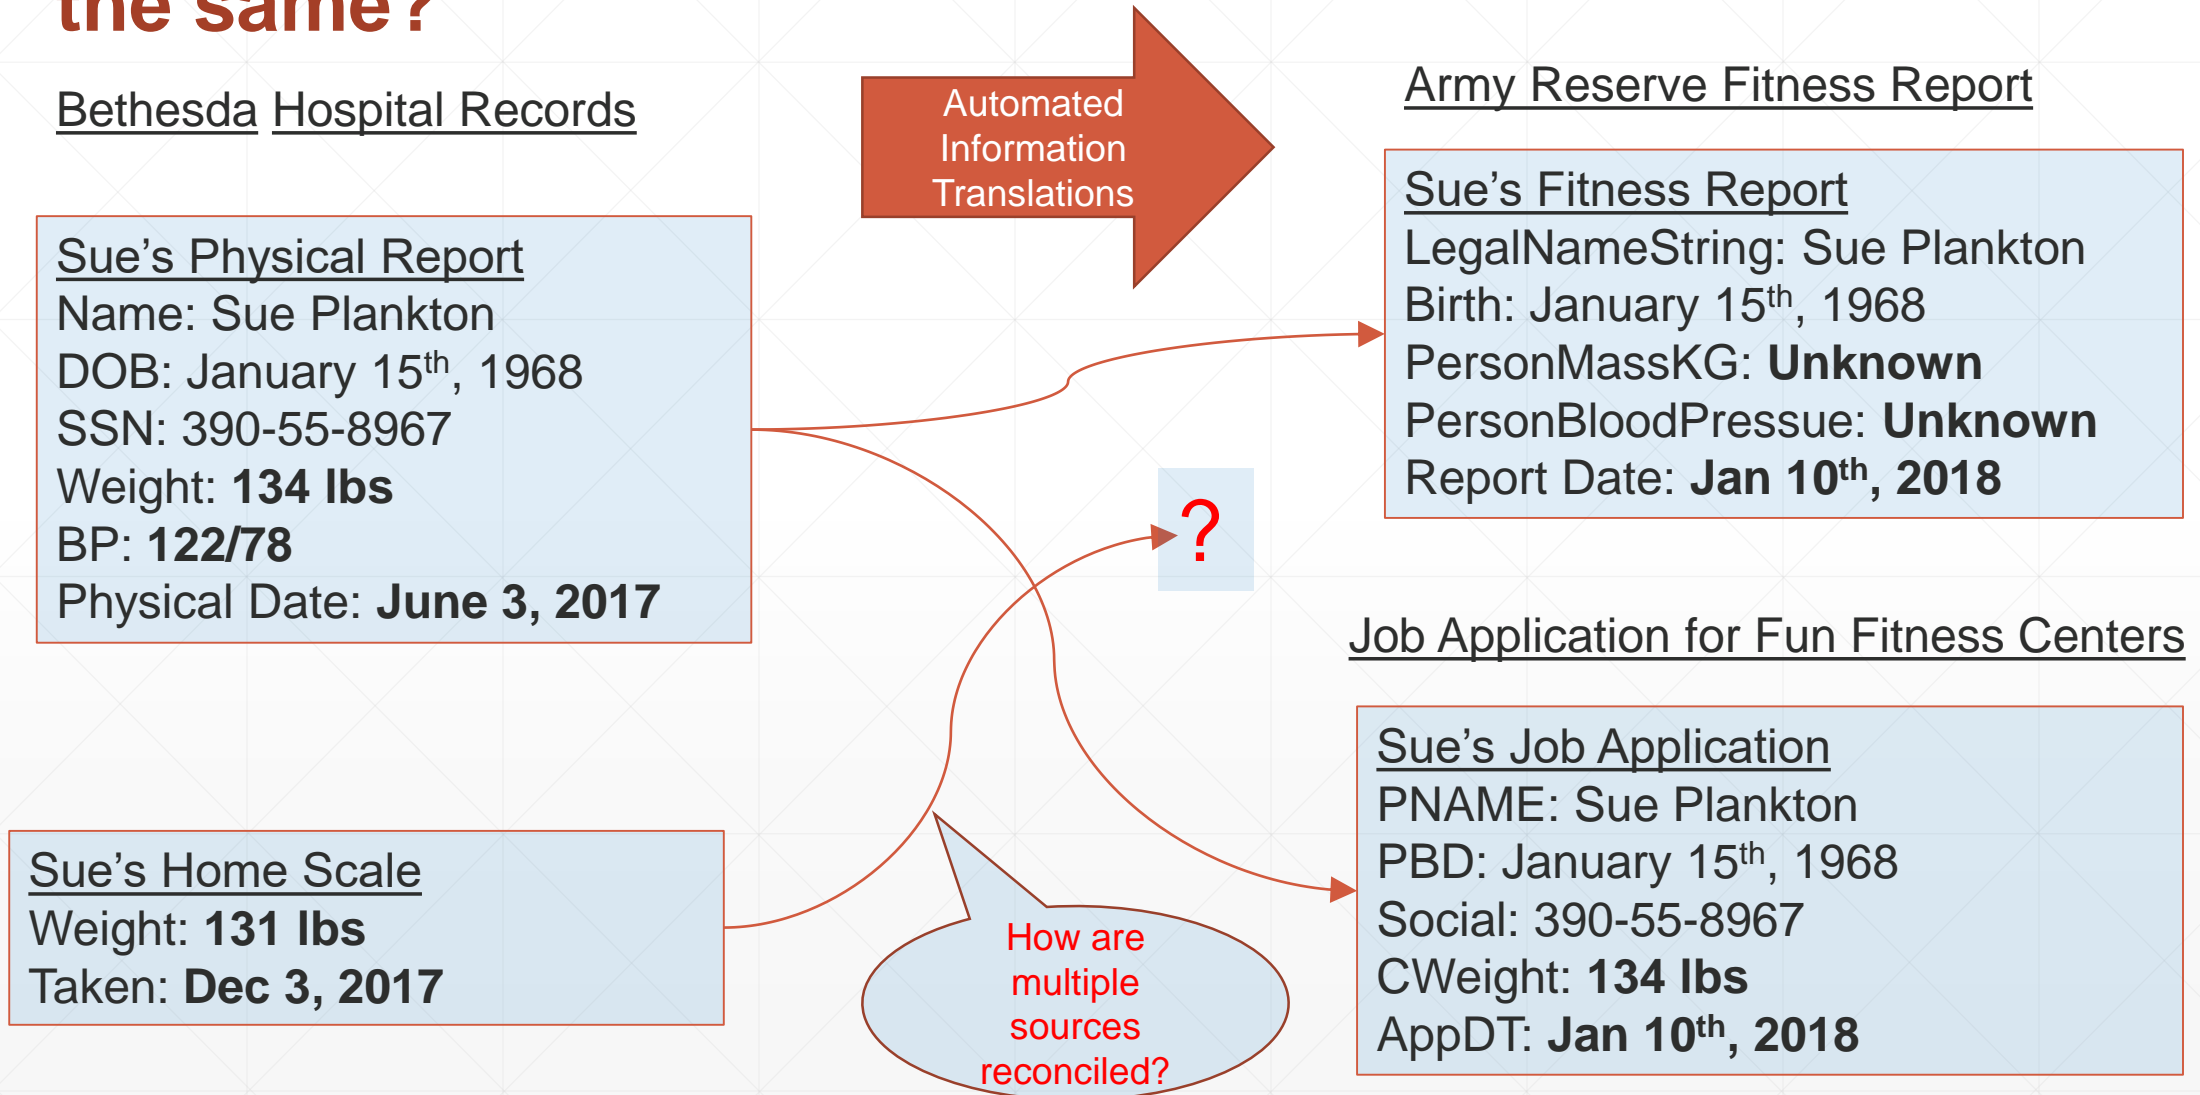 the same?
Bethesda Hospital Records
Sue’s Physical Report
Name: Sue Plankton
DOB: January 15th, 1968
SSN: 390-55-8967
Weight: 134 lbs
BP: 122/78
Physical Date: June 3, 2017
Sue’s Home Scale
Weight: 131 lbs
Taken: Dec 3, 2017
Automated
Information
Translations
?
How are
multiple
sources
reconciled?
Army Reserve Fitness Report
Sue’s Fitness Report
LegalNameString: Sue Plankton
Birth: January 15th, 1968
PersonMassKG: Unknown
PersonBloodPressue: Unknown
Report Date: Jan 10th, 2018
Job Application for Fun Fitness Centers
Sue’s Job Application
PNAME: Sue Plankton
PBD: January 15th, 1968
Social: 390-55-8967
CWeight: 134 lbs
AppDT: Jan 10th, 2018